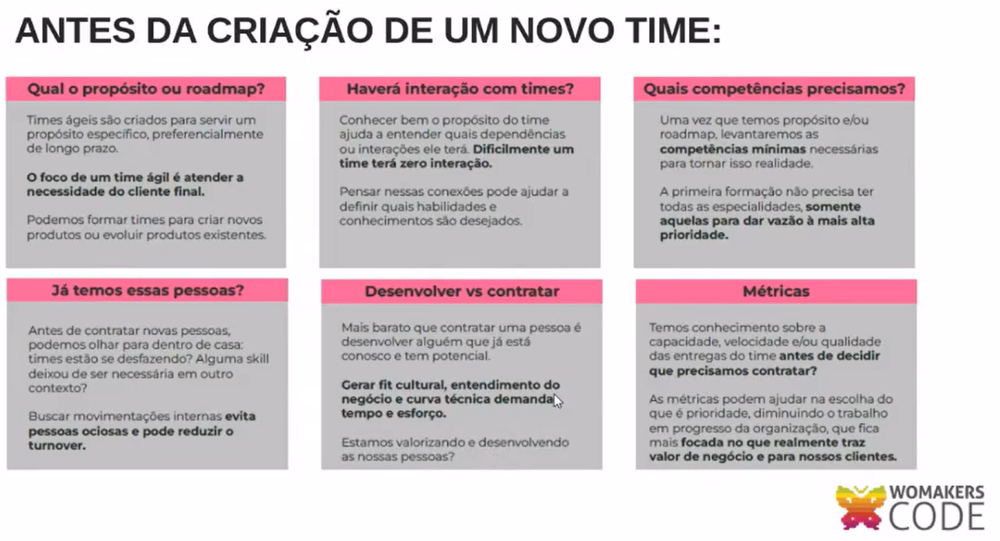 ANTES DA CRIAÇÃO DE UM NOVO TIME:
Qual o propósito ou roadmap?
Times ágeis são criados para servir um
propósito específico, preferencialmente
de longo prazo.
O foco de um time ágil é atender a
necessidade do cliente final.
Podemos formar times para criar novos
produtos ou evoluir produtos existentes.
Haverá interação com times?
Conhecer bem o propósito do time
ajuda a entender quais dependências
ou interações ele terá. Dificilmente um
time terá zero interação.
Pensar nessas conexões pode ajudar a
definir quais habilidades e
conhecimentos são desejados.
Quais competências precisamos?
Uma vez que temos propósito e/ou
roadmap, levantaremos as
competências mínimas necessárias
para tornar isso realidade.
A primeira formação não precisa ter
todas as especialidades, somente
aquelas para dar vazão à mais alta
prioridade.
Já temos essas pessoas?
Antes de contratar novas pessoas,
podemos olhar para dentro de casa:
times estão se desfazendo? Alguma skill
deixou de ser necessária em outro
contexto?
Buscar movimentações internas evita
pessoas ociosas e pode reduzir o
turnover.
Desenvolver vs contratar
Mais barato que contratar uma pessoa é
desenvolver alguém que já está
conosco e tem potencial.
Gerar fit cultural, entendimento do
negócio e curva técnica demanda
tempo e esforço.
Estamos valorizando e desenvolvendo
as nossas pessoas?
Métricas
Temos conhecimento sobre a
capacidade, velocidade e/ou qualidade
das entregas do time antes de decidir
que precisamos contratar?
As métricas podem ajudar na escolha do
que é prioridade, diminuindo o trabalho
em progresso da organização, que fica
mais focada no que realmente traz
valor de negócio e para nossos clientes.
WOMAKERS
CODE